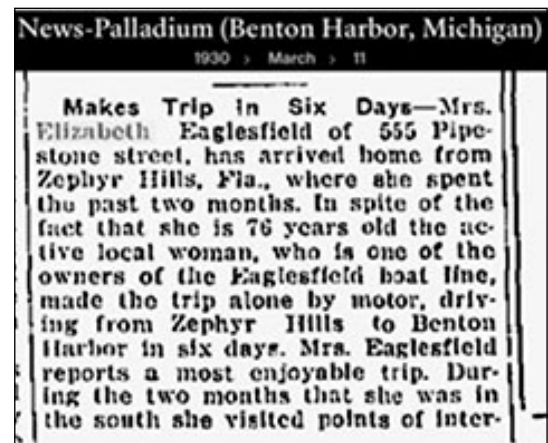 News-Palladium (Benton Harbor, Michigan)
1930 › March › 11
Makes Trip in Six Days—Mrs.
Elizabeth Eaglesfield of 555 Pipe-
stone street, has arrived home from
Zephyr Hills, Fla., where she spent
the past two months. In spite of the
fact that she is 76 years old the ac-
tive local woman, who is one of the
owners of the Eaglesfield boat line,
made the trip alone by motor, driv-
ing from Zephyr Hills to Benton
Harbor in six days. Mrs. Eaglesfield
reports a most enjoyable trip. Dur-
ing the two months that she was in
the south she visited points of inter-